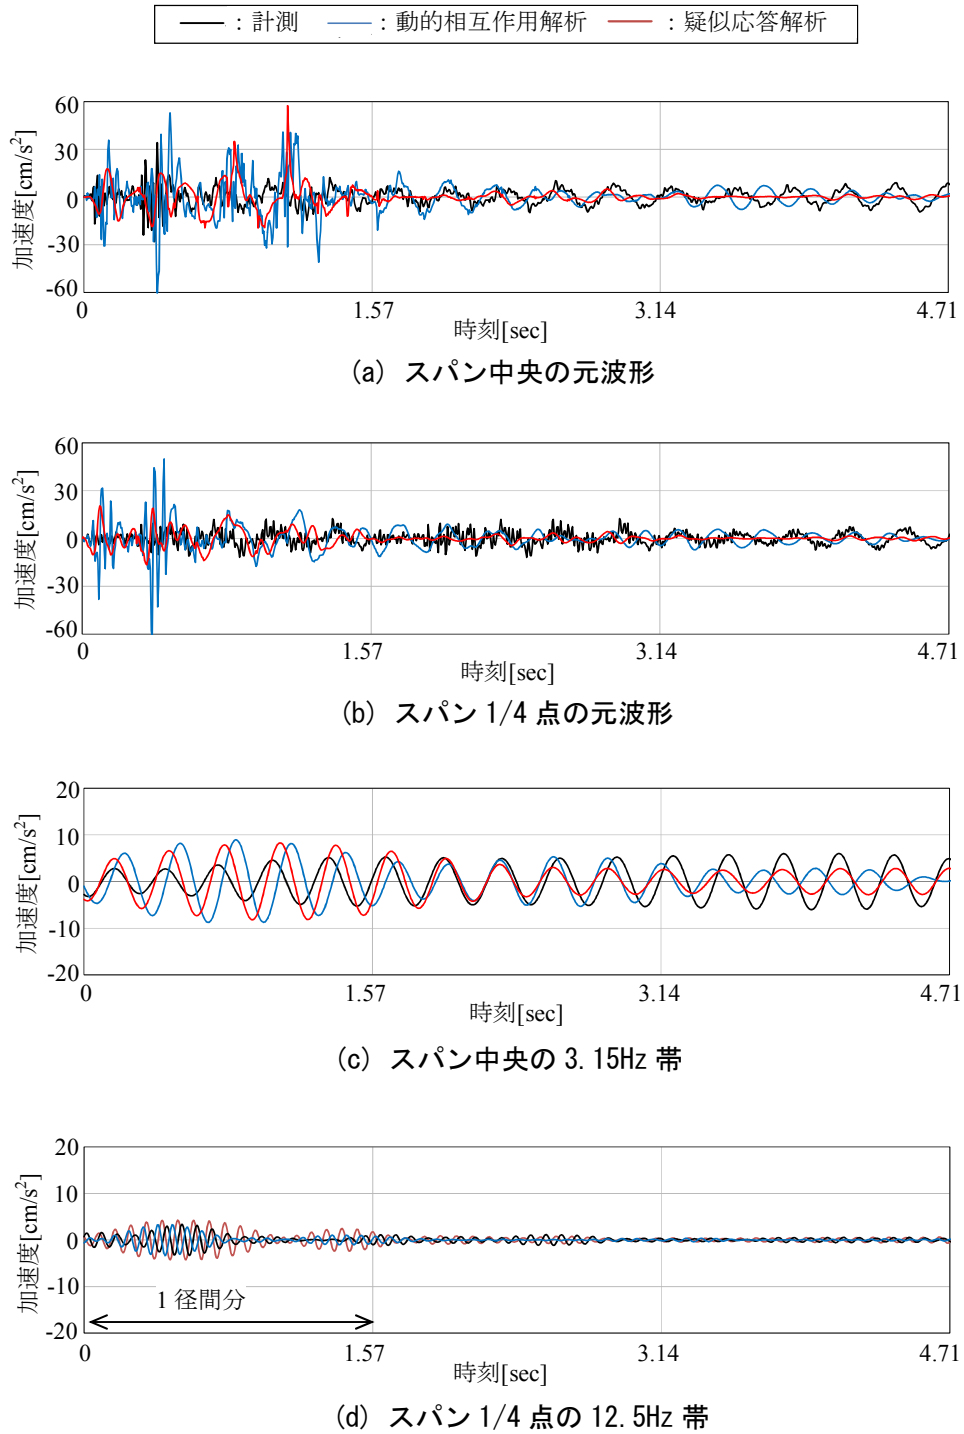 ：計測 ：動的相互作用解析 ：疑似応答解析
60
30
0
-30
-60
加速度[cm/s²]
0 1.57 3.14 4.71
時刻[sec]
(a) スパン中央の元波形
60
30
0
-30
-60
加速度[cm/s²]
0 1.57 3.14 4.71
時刻[sec]
(b) スパン 1/4 点の元波形
20
10
0
-10
-20
加速度[cm/s²]
0 1.57 3.14 4.71
時刻[sec]
(c) スパン中央の 3.15Hz 帯
20
10
0
-10
-20
加速度[cm/s²]
1 径間分
0 1.57 3.14 4.71
時刻[sec]
(d) スパン 1/4 点の 12.5Hz 帯